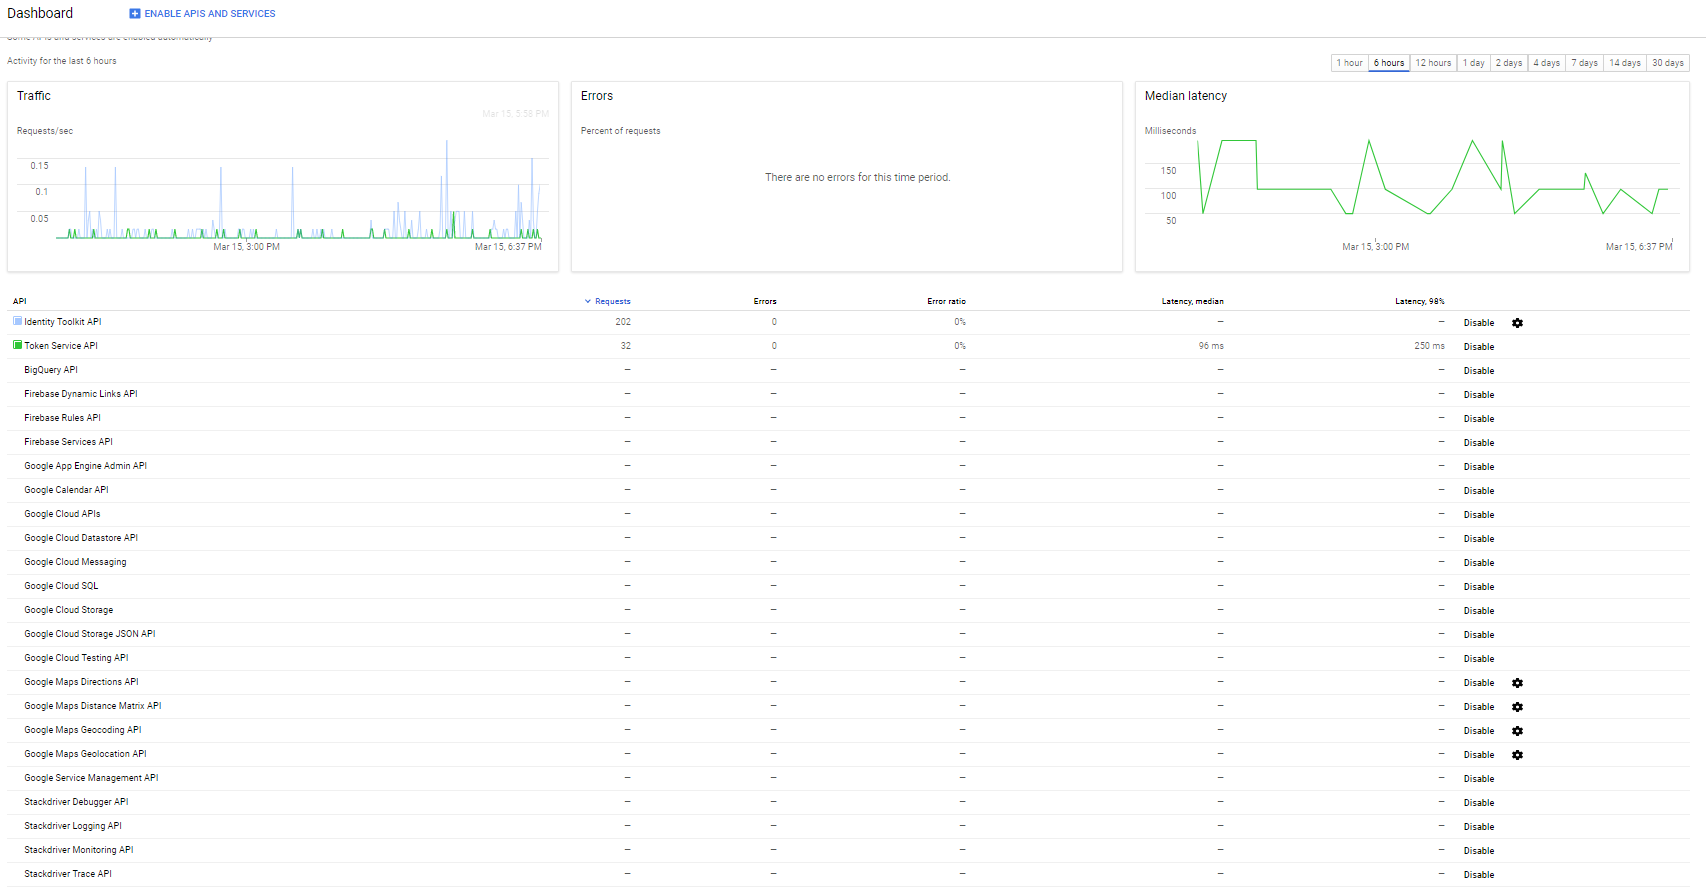 Dashboard
ENABLE APIS AND SERVICES
Some APIs and services are enabled automatically
Activity for the last 6 hours
1 hour 6 hours 12 hours 1 day 2 days 4 days 7 days 14 days 30 days
Traffic
Mar 15, 5:58 PM
Requests/sec
0.15
0.1
0.05
Mar 15, 3:00 PM Mar 15, 6:37 PM
Errors
Percent of requests
There are no errors for this time period.
Median latency
Milliseconds
150
100
50
Mar 15, 3:00 PM Mar 15, 6:37 PM
API Requests Errors Error ratio Latency, median Latency, 98%
Identity Toolkit API 202 0 0% – – Disable
Token Service API 32 0 0% 96 ms 250 ms Disable
BigQuery API – – – – – Disable
Firebase Dynamic Links API – – – – – Disable
Firebase Rules API – – – – – Disable
Firebase Services API – – – – – Disable
Google App Engine Admin API – – – – – Disable
Google Calendar API – – – – – Disable
Google Cloud APIs – – – – – Disable
Google Cloud Datastore API – – – – – Disable
Google Cloud Messaging – – – – – Disable
Google Cloud SQL – – – – – Disable
Google Cloud Storage – – – – – Disable
Google Cloud Storage JSON API – – – – – Disable
Google Cloud Testing API – – – – – Disable
Google Maps Directions API – – – – – Disable
Google Maps Distance Matrix API – – – – – Disable
Google Maps Geocoding API – – – – – Disable
Google Maps Geolocation API – – – – – Disable
Google Service Management API – – – – – Disable
Stackdriver Debugger API – – – – – Disable
Stackdriver Logging API – – – – – Disable
Stackdriver Monitoring API – – – – – Disable
Stackdriver Trace API – – – – – Disable